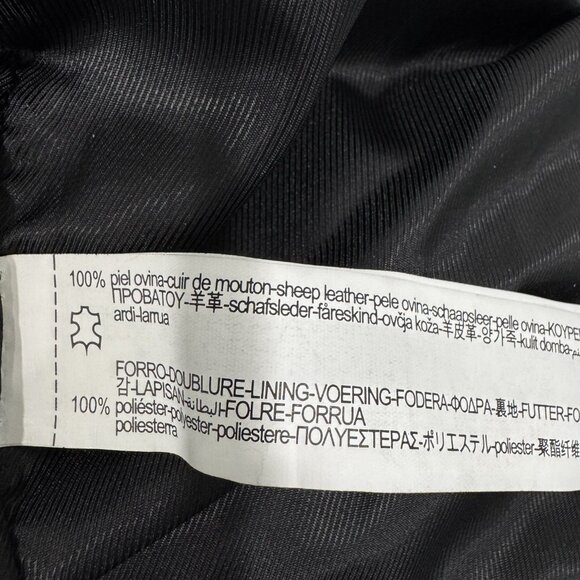 100% piel ovina-cuir de mouton-sheep leather-pele ovina-schaapsleer-pelle ovina-ΚΟΥΡΕ
ΠΡΟΒΑΤΟΥ-羊革-schafsleder-fåreskind-ovčja koža-羊皮革-양가죽-kulit domba-
ardi-larrua
FORRO-DOUBLURE-LINING-VOERING-FODERA-ΦΟΔΡΑ-裏地-FUTTER-FO
감-LAPISAN-البطانة-FOLRE-FORRUA
100% poliéster-polyester-poliestere-ΠΟΛΥΕΣΤΕΡΑΣ-ポリエステル-poliester-聚酯纤维
poliesterra